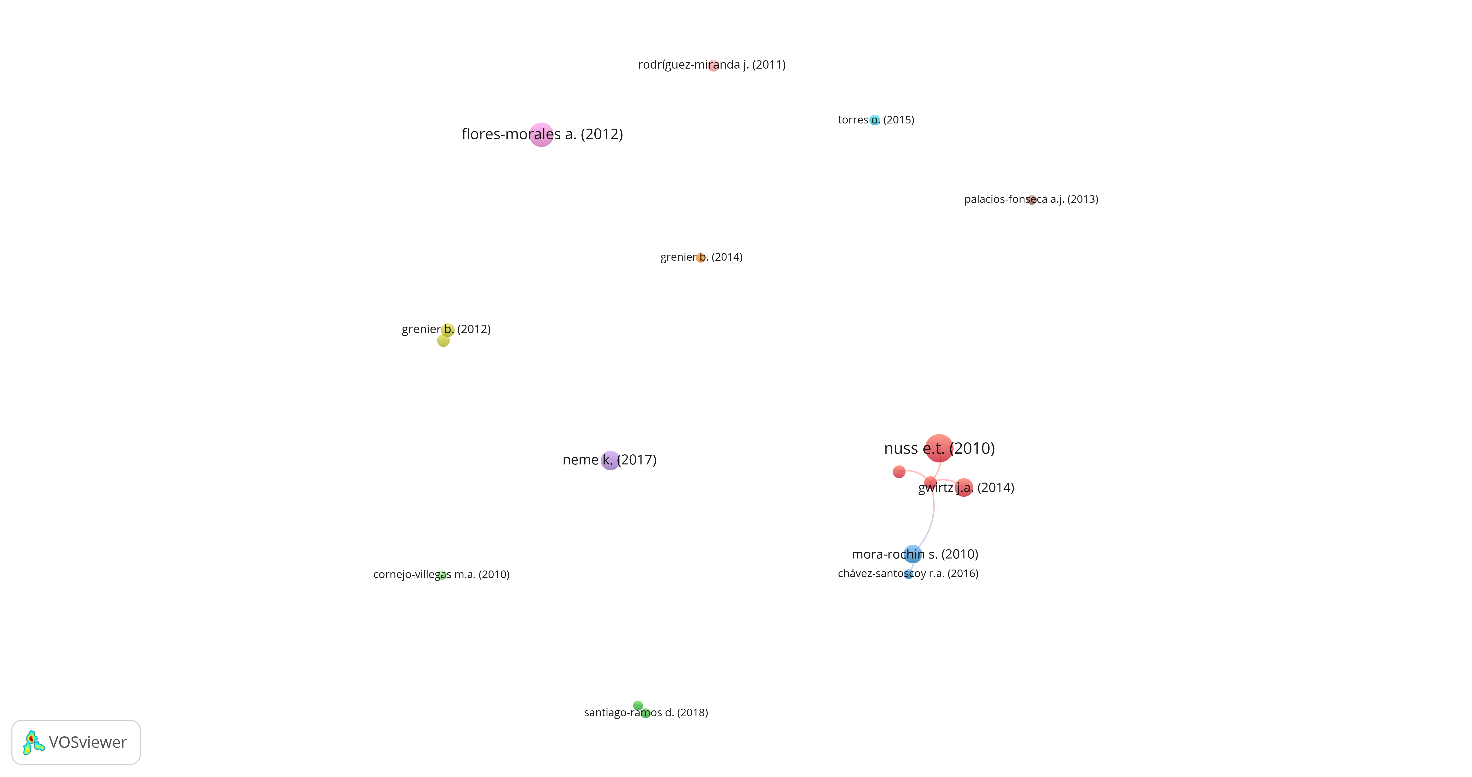 rodríguez-miranda j. (2011)
torres o. (2015)
flores-morales a. (2012)
palacios-fonseca a.j. (2013)
grenier b. (2014)
grenier b. (2012)
nuss e.t. (2010)
neme k. (2017)
gwirtz j.a. (2014)
mora-rochin s. (2010)
chávez-santoscoy r.a. (2016)
cornejo-villegas m.a. (2010)
santiago-ramos d. (2018)
VOSviewer